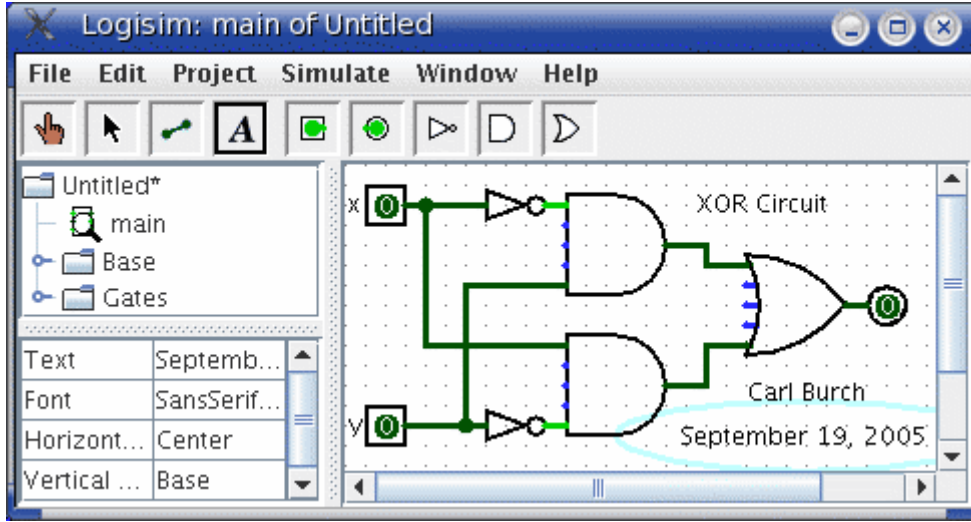 Logisim: main of Untitled
File Edit Project Simulate Window Help
A
Untitled*
main
Base
Gates
Text Septemb...
Font SansSerif...
Horizont... Center
Vertical ... Base
x 0
XOR Circuit
0
y 0
Carl Burch
September 19, 2005